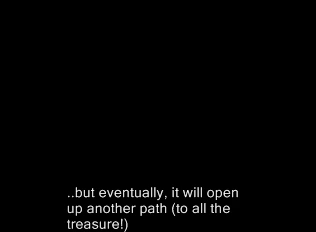 ..but eventually, it will open
up another path (to all the
treasure!)